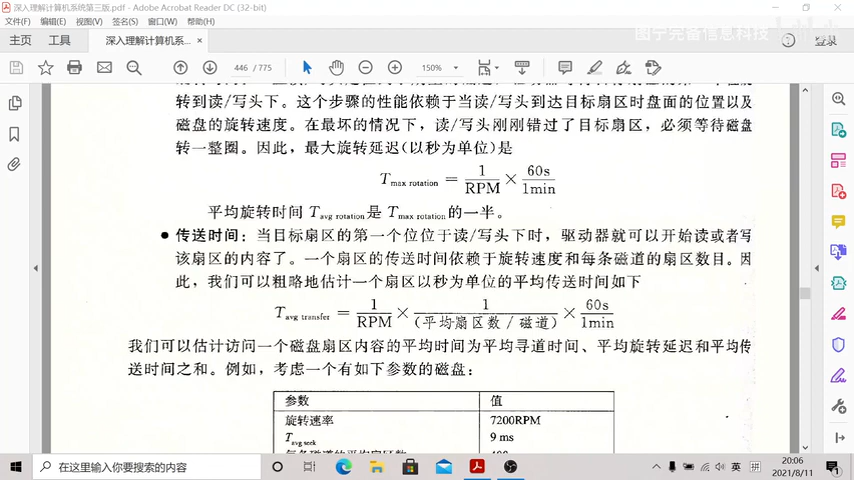 深入理解计算机系统第三版.pdf - Adobe Acrobat Reader DC (32-bit)
文件(F) 编辑(E) 视图(V) 签名(S) 窗口(W) 帮助(H)
图宁完备信息科技
bilibili
主页 工具 深入理解计算机系... × 登录
446 / 775 150%
转到读/写头下。这个步骤的性能依赖于当读/写头到达目标扇区时盘面的位置以及
磁盘的旋转速度。在最坏的情况下，读/写头刚刚错过了目标扇区，必须等待磁盘
转一整圈。因此，最大旋转延迟(以秒为单位)是
T max rotation = 1/RPM × 60s/1min
平均旋转时间 T avg rotation 是 T max rotation 的一半。
● 传送时间：当目标扇区的第一个位位于读/写头下时，驱动器就可以开始读或者写
该扇区的内容了。一个扇区的传送时间依赖于旋转速度和每条磁道的扇区数目。因
此，我们可以粗略地估计一个扇区以秒为单位的平均传送时间如下
T avg transfer = 1/RPM × 1/(平均扇区数/磁道) × 60s/1min
我们可以估计访问一个磁盘扇区内容的平均时间为平均寻道时间、平均旋转延迟和平均传
送时间之和。例如，考虑一个有如下参数的磁盘：
参数 值
旋转速率 7200RPM
T avg seek 9 ms
在这里输入你要搜索的内容
英 拼 20:06
2021/8/11